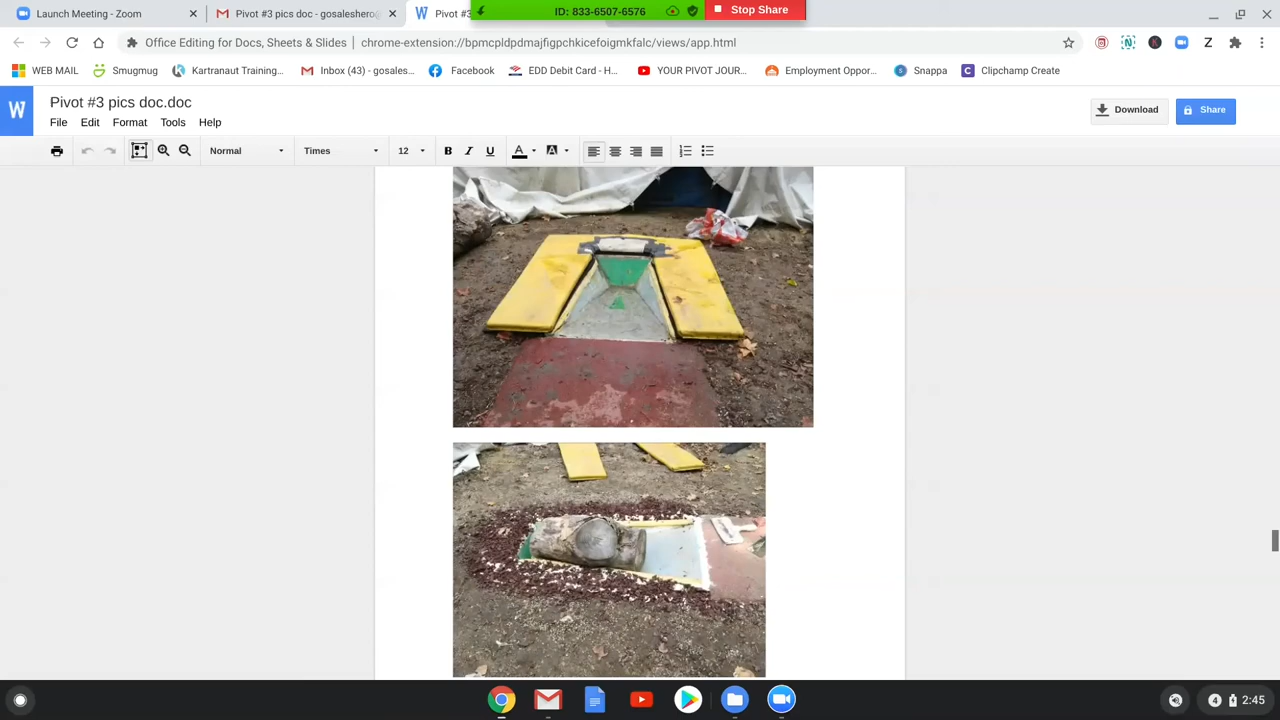 Launch Meeting - Zoom
Pivot #3 pics doc - gosaleshero@
Pivot #3
ID: 833-6507-6576
Stop Share
Office Editing for Docs, Sheets & Slides
chrome-extension://bpmcpldpdmajfigpchkicefoigmkfalc/views/app.html
WEB MAIL
Smugmug
Kartranaut Training...
Inbox (43) - gosales...
Facebook
EDD Debit Card - H...
YOUR PIVOT JOUR...
Employment Oppor...
Snappa
Clipchamp Create
W
Pivot #3 pics doc.doc
Download
Share
File Edit Format Tools Help
Normal
Times
12
B I U A A
4
2:45